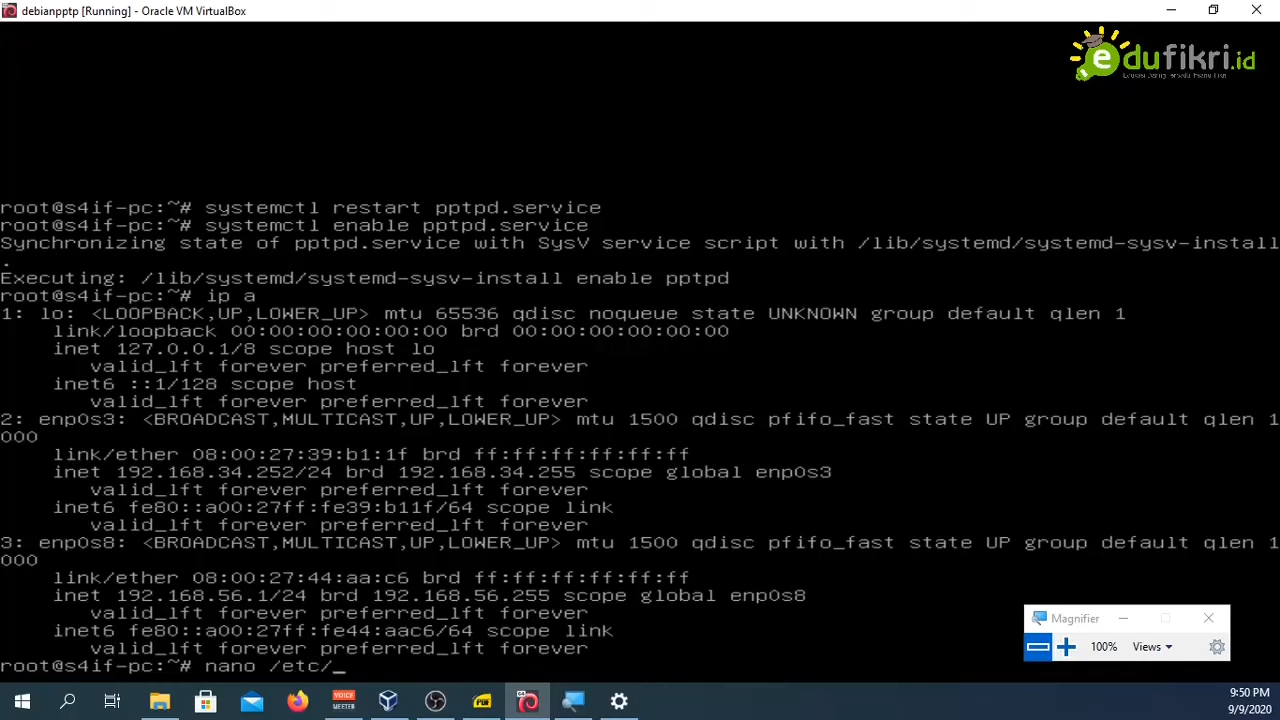 debianpptp [Running] - Oracle VM VirtualBox
edufikri.id
root@s4if-pc:~# systemctl restart pptpd.service
root@s4if-pc:~# systemctl enable pptpd.service
Synchronizing state of pptpd.service with SysV service script with /lib/systemd/systemd-sysv-install
.
Executing: /lib/systemd/systemd-sysv-install enable pptpd
root@s4if-pc:~# ip a
1: lo: <LOOPBACK,UP,LOWER_UP> mtu 65536 qdisc noqueue state UNKNOWN group default qlen 1
    link/loopback 00:00:00:00:00:00 brd 00:00:00:00:00:00
    inet 127.0.0.1/8 scope host lo
       valid_lft forever preferred_lft forever
    inet6 ::1/128 scope host
       valid_lft forever preferred_lft forever
2: enp0s3: <BROADCAST,MULTICAST,UP,LOWER_UP> mtu 1500 qdisc pfifo_fast state UP group default qlen 1
000
    link/ether 08:00:27:39:b1:1f brd ff:ff:ff:ff:ff:ff
    inet 192.168.34.252/24 brd 192.168.34.255 scope global enp0s3
       valid_lft forever preferred_lft forever
    inet6 fe80::a00:27ff:fe39:b11f/64 scope link
       valid_lft forever preferred_lft forever
3: enp0s8: <BROADCAST,MULTICAST,UP,LOWER_UP> mtu 1500 qdisc pfifo_fast state UP group default qlen 1
000
    link/ether 08:00:27:44:aa:c6 brd ff:ff:ff:ff:ff:ff
    inet 192.168.56.1/24 brd 192.168.56.255 scope global enp0s8
       valid_lft forever preferred_lft forever
    inet6 fe80::a00:27ff:fe44:aac6/64 scope link
       valid_lft forever preferred_lft forever
root@s4if-pc:~# nano /etc/_
Magnifier
100% Views
VOICE
MEETER
PDF
9:50 PM
9/9/2020